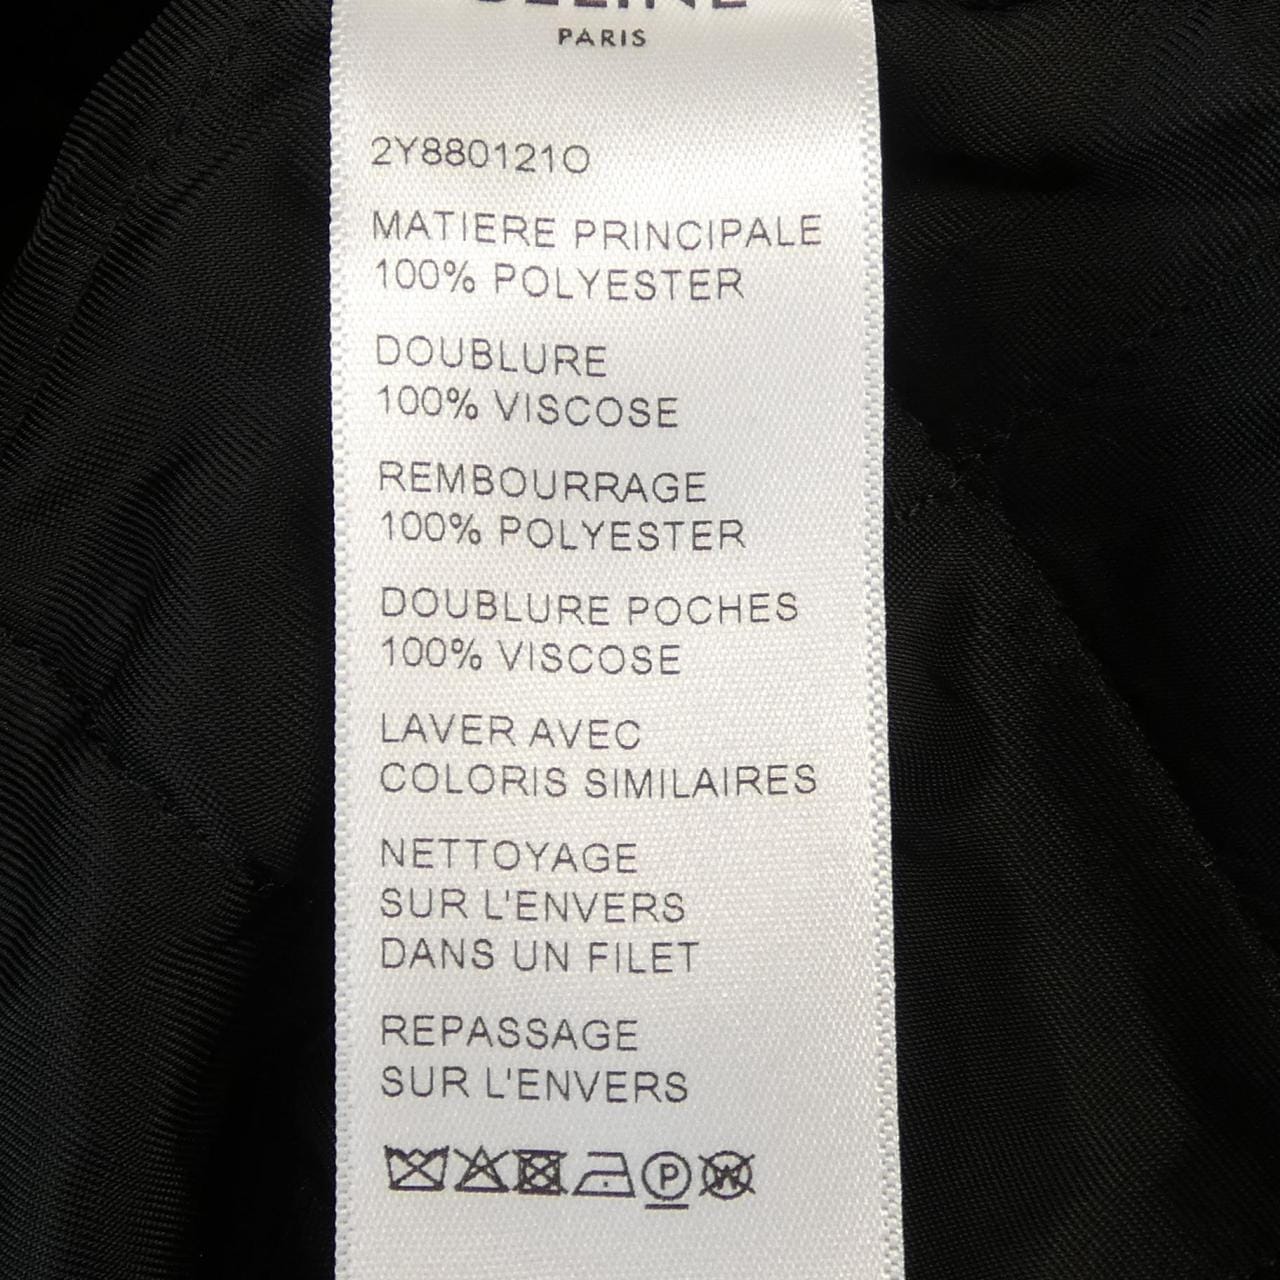 CELINE
PARIS
2Y880121O
MATIERE PRINCIPALE
100% POLYESTER
DOUBLURE
100% VISCOSE
REMBOURRAGE
100% POLYESTER
DOUBLURE POCHES
100% VISCOSE
LAVER AVEC
COLORIS SIMILAIRES
NETTOYAGE
SUR L'ENVERS
DANS UN FILET
REPASSAGE
SUR L'ENVERS
P W